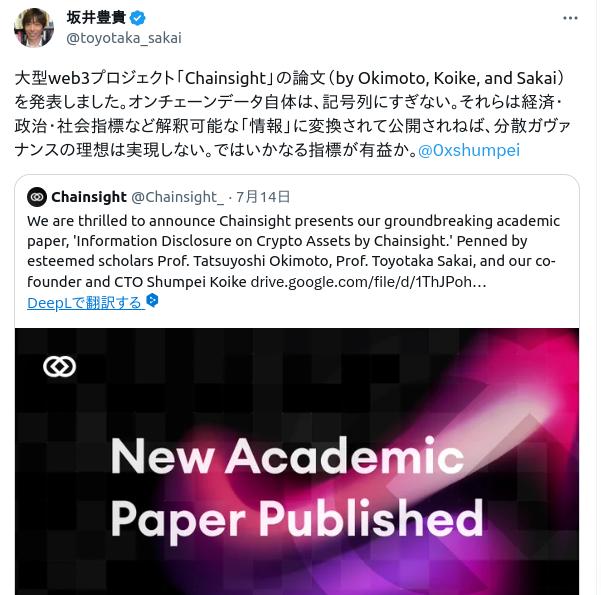 坂井豊貴
@toyotaka_sakai
大型web3プロジェクト「Chainsight」の論文（by Okimoto, Koike, and Sakai）
を発表しました。オンチェーンデータ自体は、記号列にすぎない。それらは経済・
政治・社会指標など解釈可能な「情報」に変換されて公開されねば、分散ガヴァ
ナンスの理想は実現しない。ではいかなる指標が有益か。@0xshumpei
Chainsight @Chainsight_ · 7月14日
We are thrilled to announce Chainsight presents our groundbreaking academic
paper, 'Information Disclosure on Crypto Assets by Chainsight.' Penned by
esteemed scholars Prof. Tatsuyoshi Okimoto, Prof. Toyotaka Sakai, and our co-
founder and CTO Shumpei Koike drive.google.com/file/d/1ThJPoh…
DeepLで翻訳する
New Academic
Paper Published